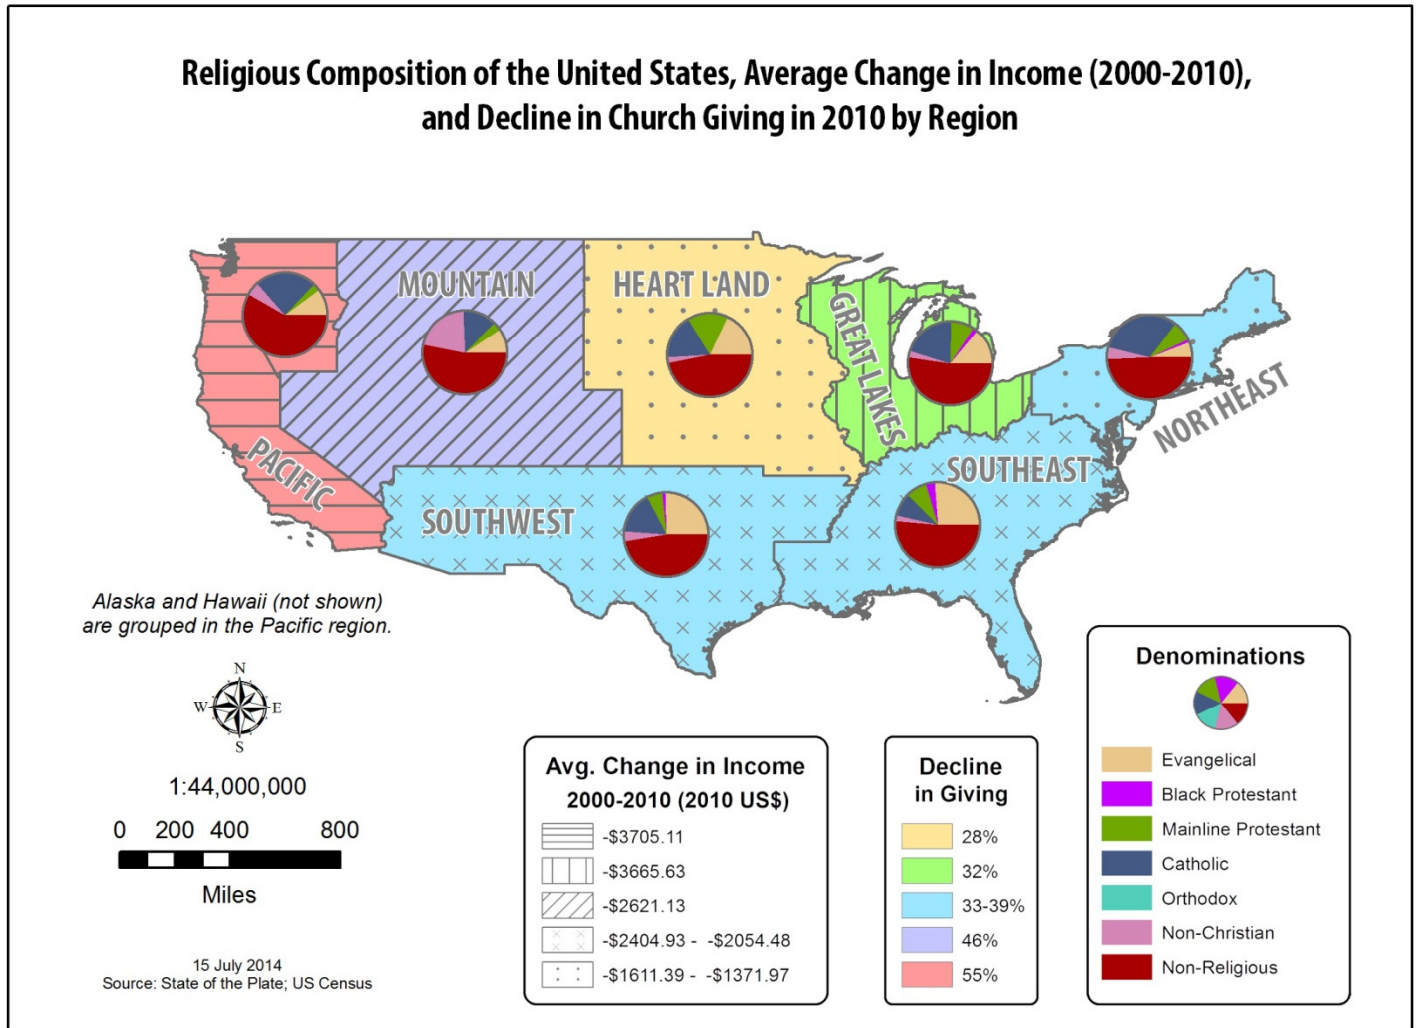 Religious Composition of the United States, Average Change in Income (2000-2010),
and Decline in Church Giving in 2010 by Region
MOUNTAIN
HEART LAND
GREAT LAKES
NORTHEAST
PACIFIC
SOUTHWEST
SOUTHEAST
Alaska and Hawaii (not shown)
are grouped in the Pacific region.
N
W
E
S
1:44,000,000
0 200 400 800
Miles
15 July 2014
Source: State of the Plate; US Census
Avg. Change in Income
2000-2010 (2010 US$)
-$3705.11
-$3665.63
-$2621.13
-$2404.93 - -$2054.48
-$1611.39 - -$1371.97
Decline
in Giving
28%
32%
33-39%
46%
55%
Denominations
Evangelical
Black Protestant
Mainline Protestant
Catholic
Orthodox
Non-Christian
Non-Religious